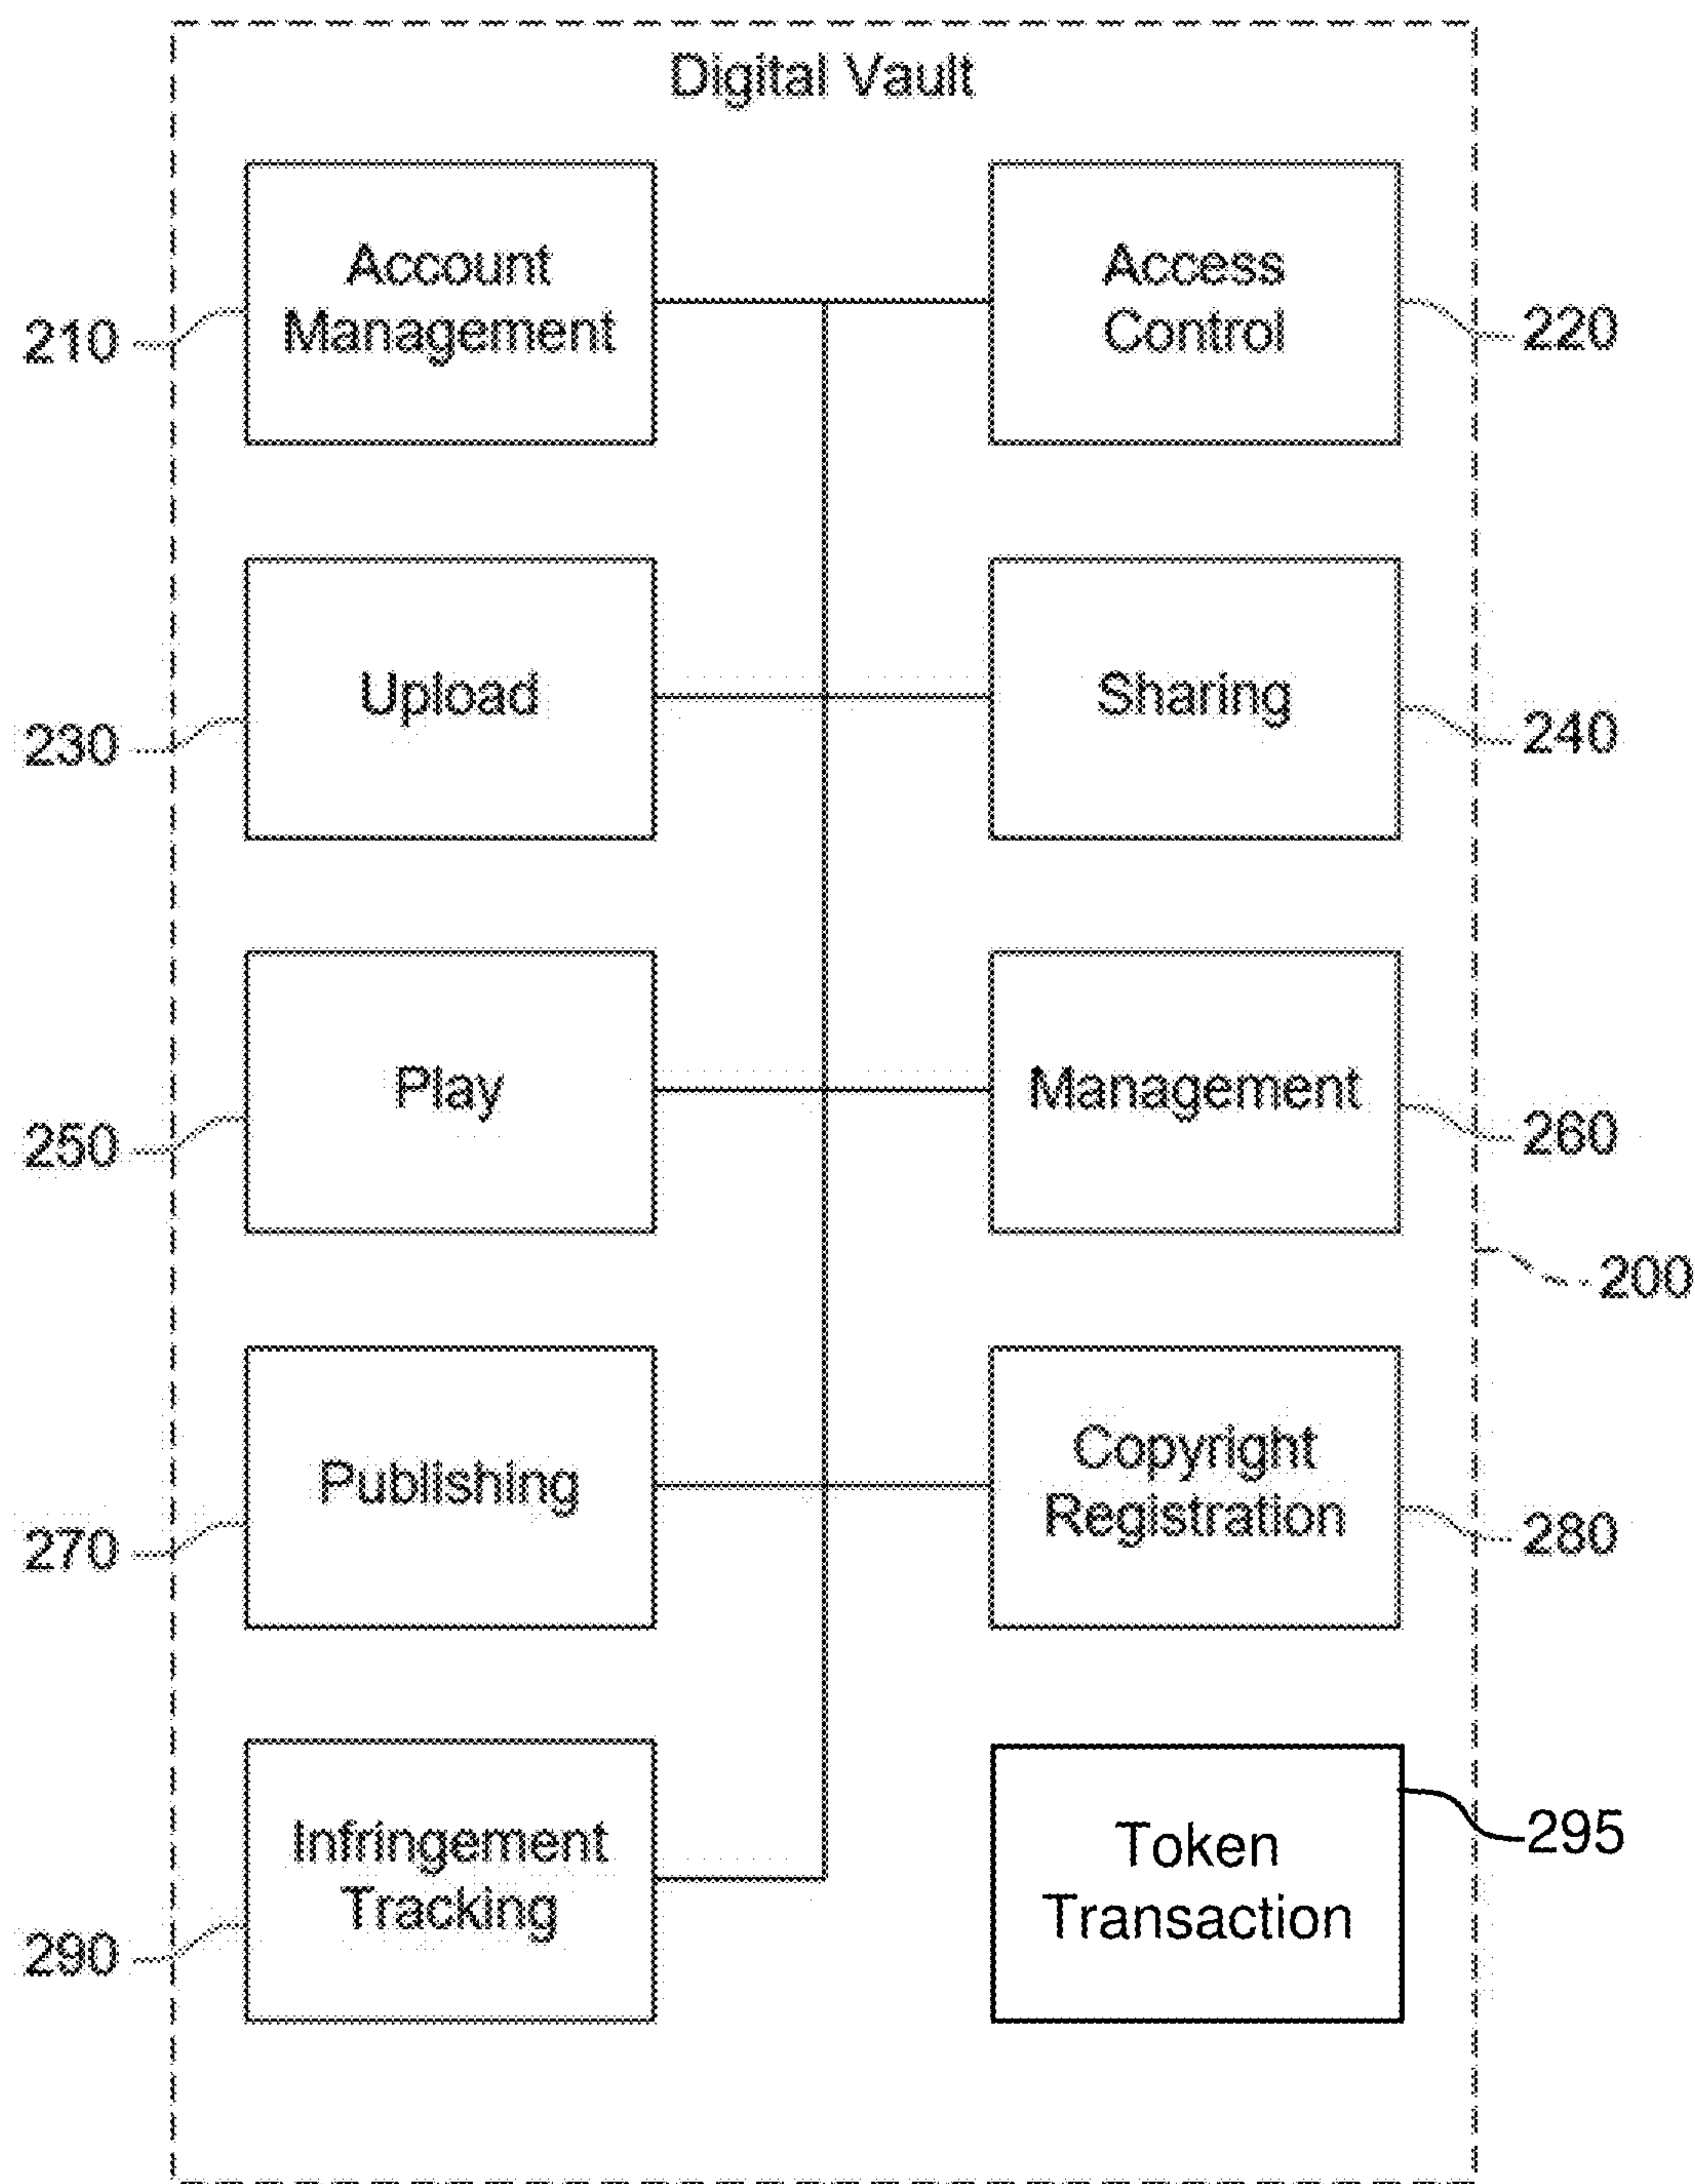 Digital Vault
Account
Management
Access
Control
210
220
Upload
Sharing
230
240
Play
Management
250
260
200
Publishing
Copyright
Registration
270
280
Infringement
Tracking
Token
Transaction
295
290